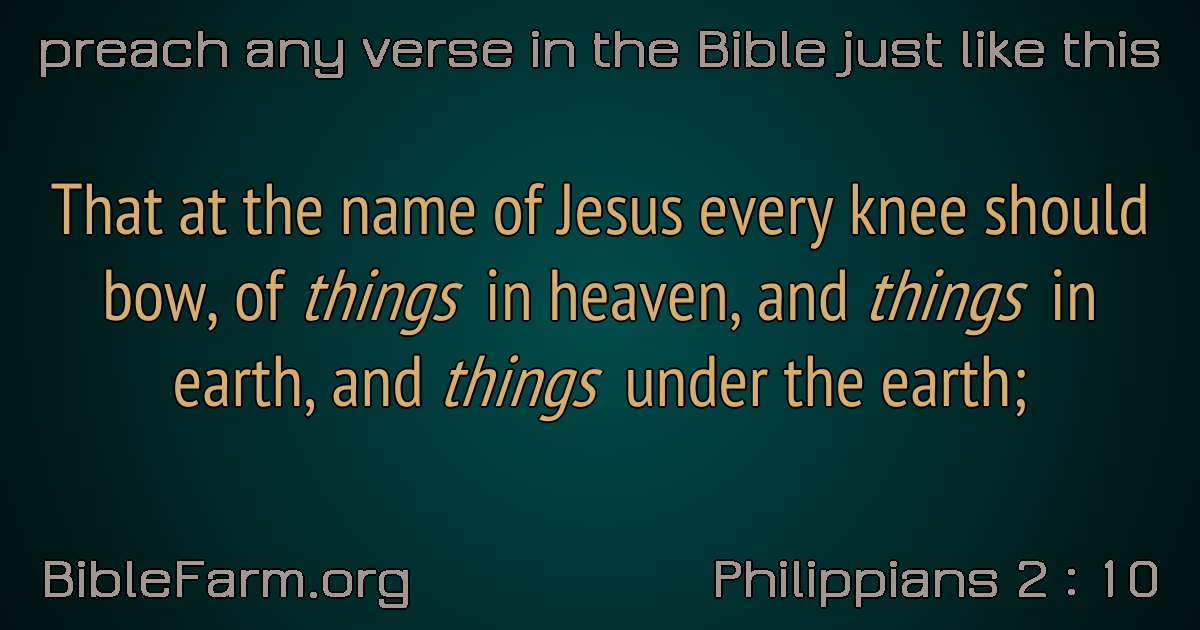 preach any verse in the Bible just like this
That at the name of Jesus every knee should
bow, of things in heaven, and things in
earth, and things under the earth;
BibleFarm.org
Philippians 2 : 10